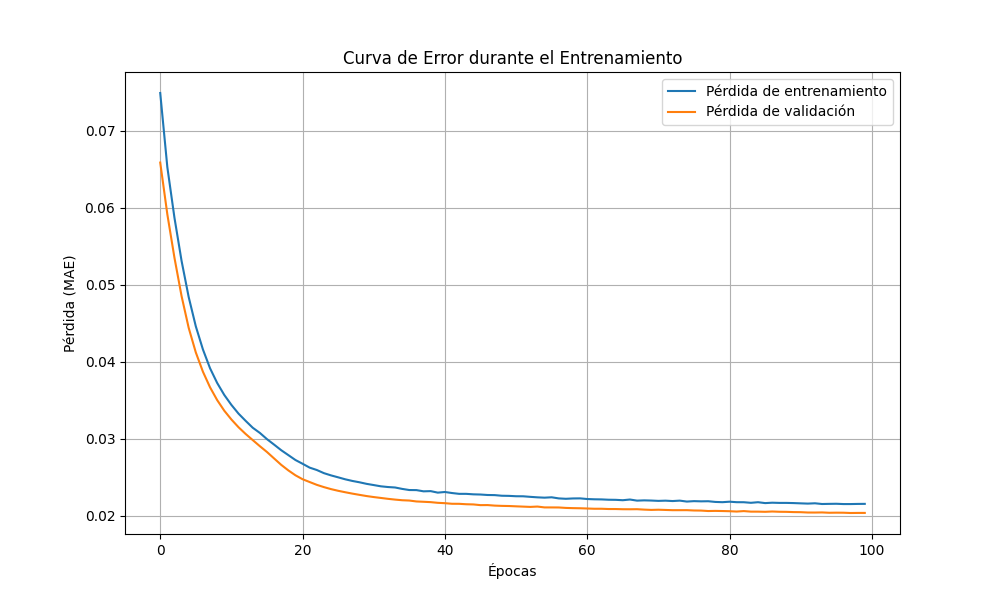 Curva de Error durante el Entrenamiento
Pérdida de entrenamiento
Pérdida de validación
0.07
0.06
0.05
0.04
0.03
0.02
Pérdida (MAE)
0 20 40 60 80 100
Épocas